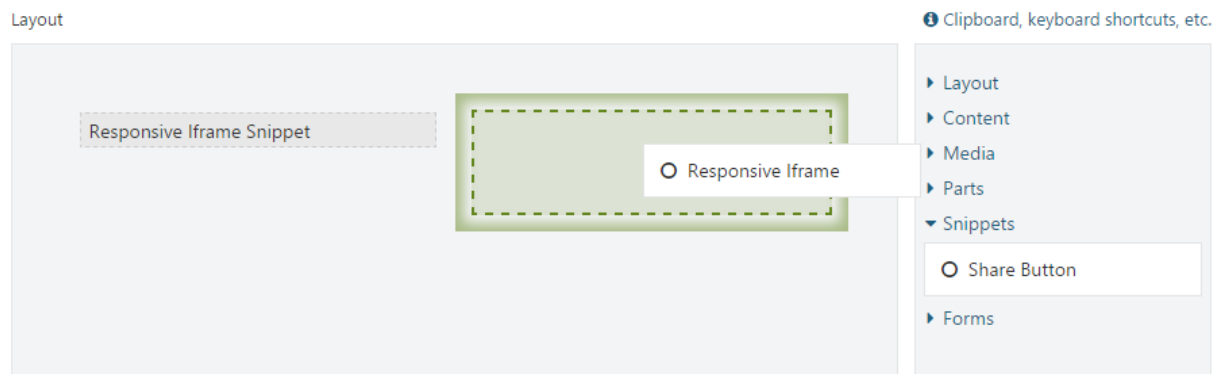 Layout
Clipboard, keyboard shortcuts, etc.
Responsive Iframe Snippet
Responsive Iframe
Layout
Content
Media
Parts
Snippets
Share Button
Forms